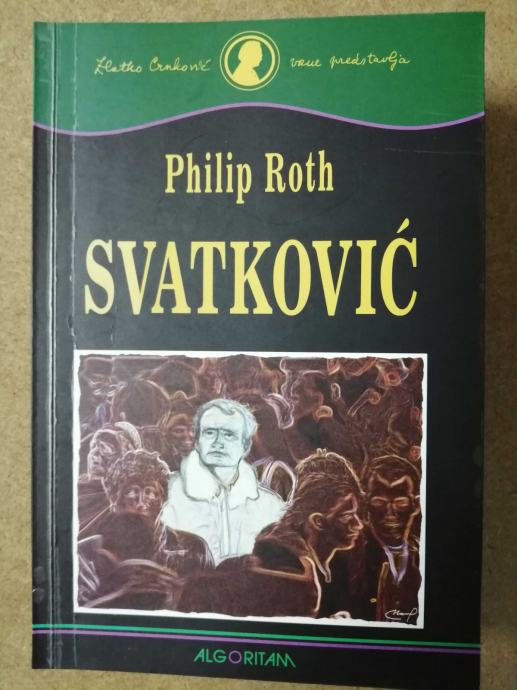 Zlatko Crnković vam predstavlja
Philip Roth
SVATKOVIĆ
ALGORITAM